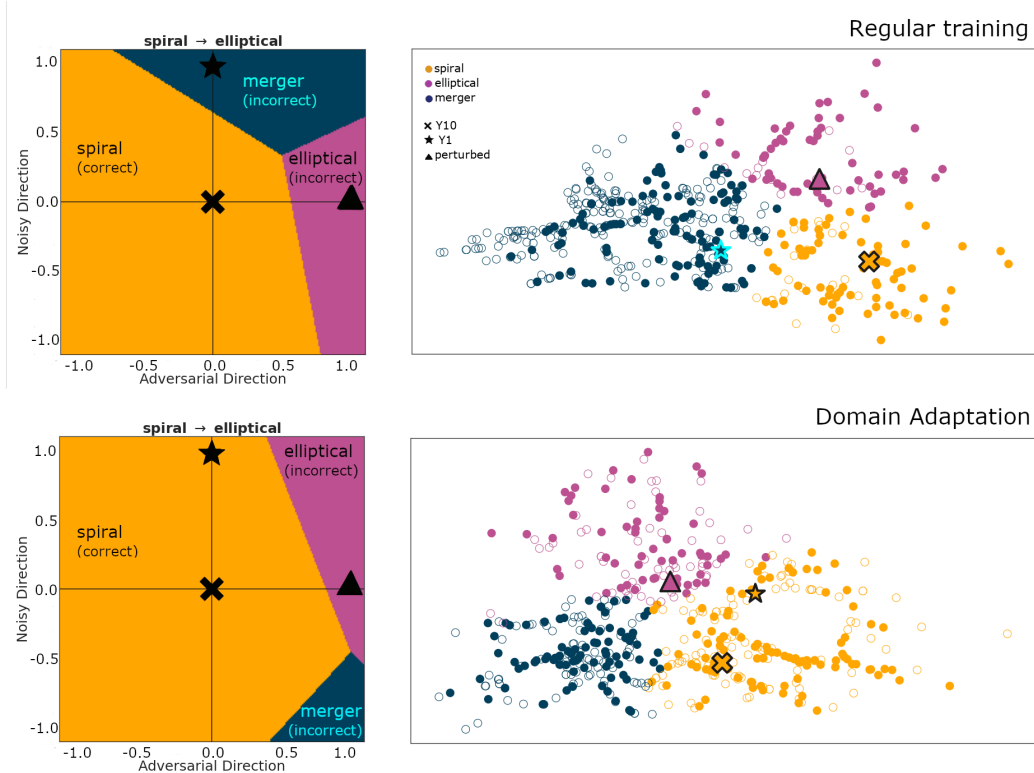 Regular training
spiral → elliptical
1.0
0.5
0.0
-0.5
-1.0
Noisy Direction
merger
(incorrect)
spiral
(correct)
elliptical
(incorrect)
-1.0
-0.5
0.0
0.5
1.0
Adversarial Direction
spiral
elliptical
merger
Y10
Y1
perturbed
Domain Adaptation
spiral → elliptical
1.0
0.5
0.0
-0.5
-1.0
Noisy Direction
elliptical
(incorrect)
spiral
(correct)
merger
(incorrect)
-1.0
-0.5
0.0
0.5
1.0
Adversarial Direction